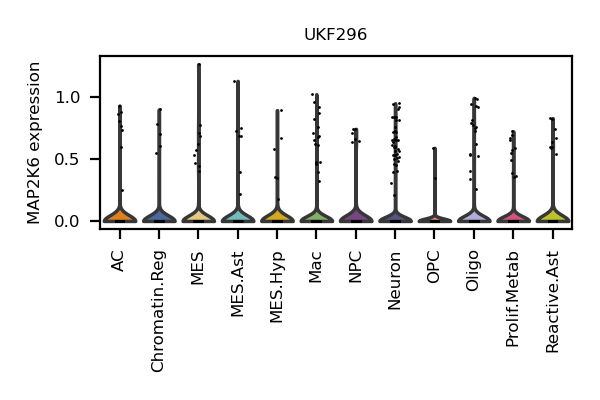 UKF296
MAP2K6 expression
1.0
0.5
0.0
AC
Chromatin.Reg
MES
MES.Ast
MES.Hyp
Mac
NPC
Neuron
OPC
Oligo
Prolif.Metab
Reactive.Ast